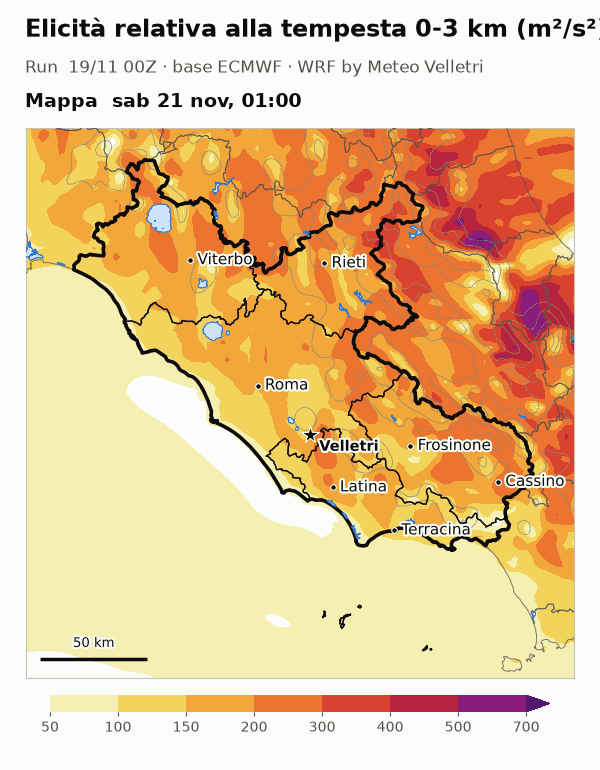 Elicità relativa alla tempesta 0-3 km (m²/s²)
Run  19/11 00Z · base ECMWF · WRF by Meteo Velletri
Mappa  sab 21 nov, 01:00
Viterbo
Rieti
Roma
Velletri
Frosinone
Cassino
Latina
Terracina
50 km
50 100 150 200 300 400 500 700